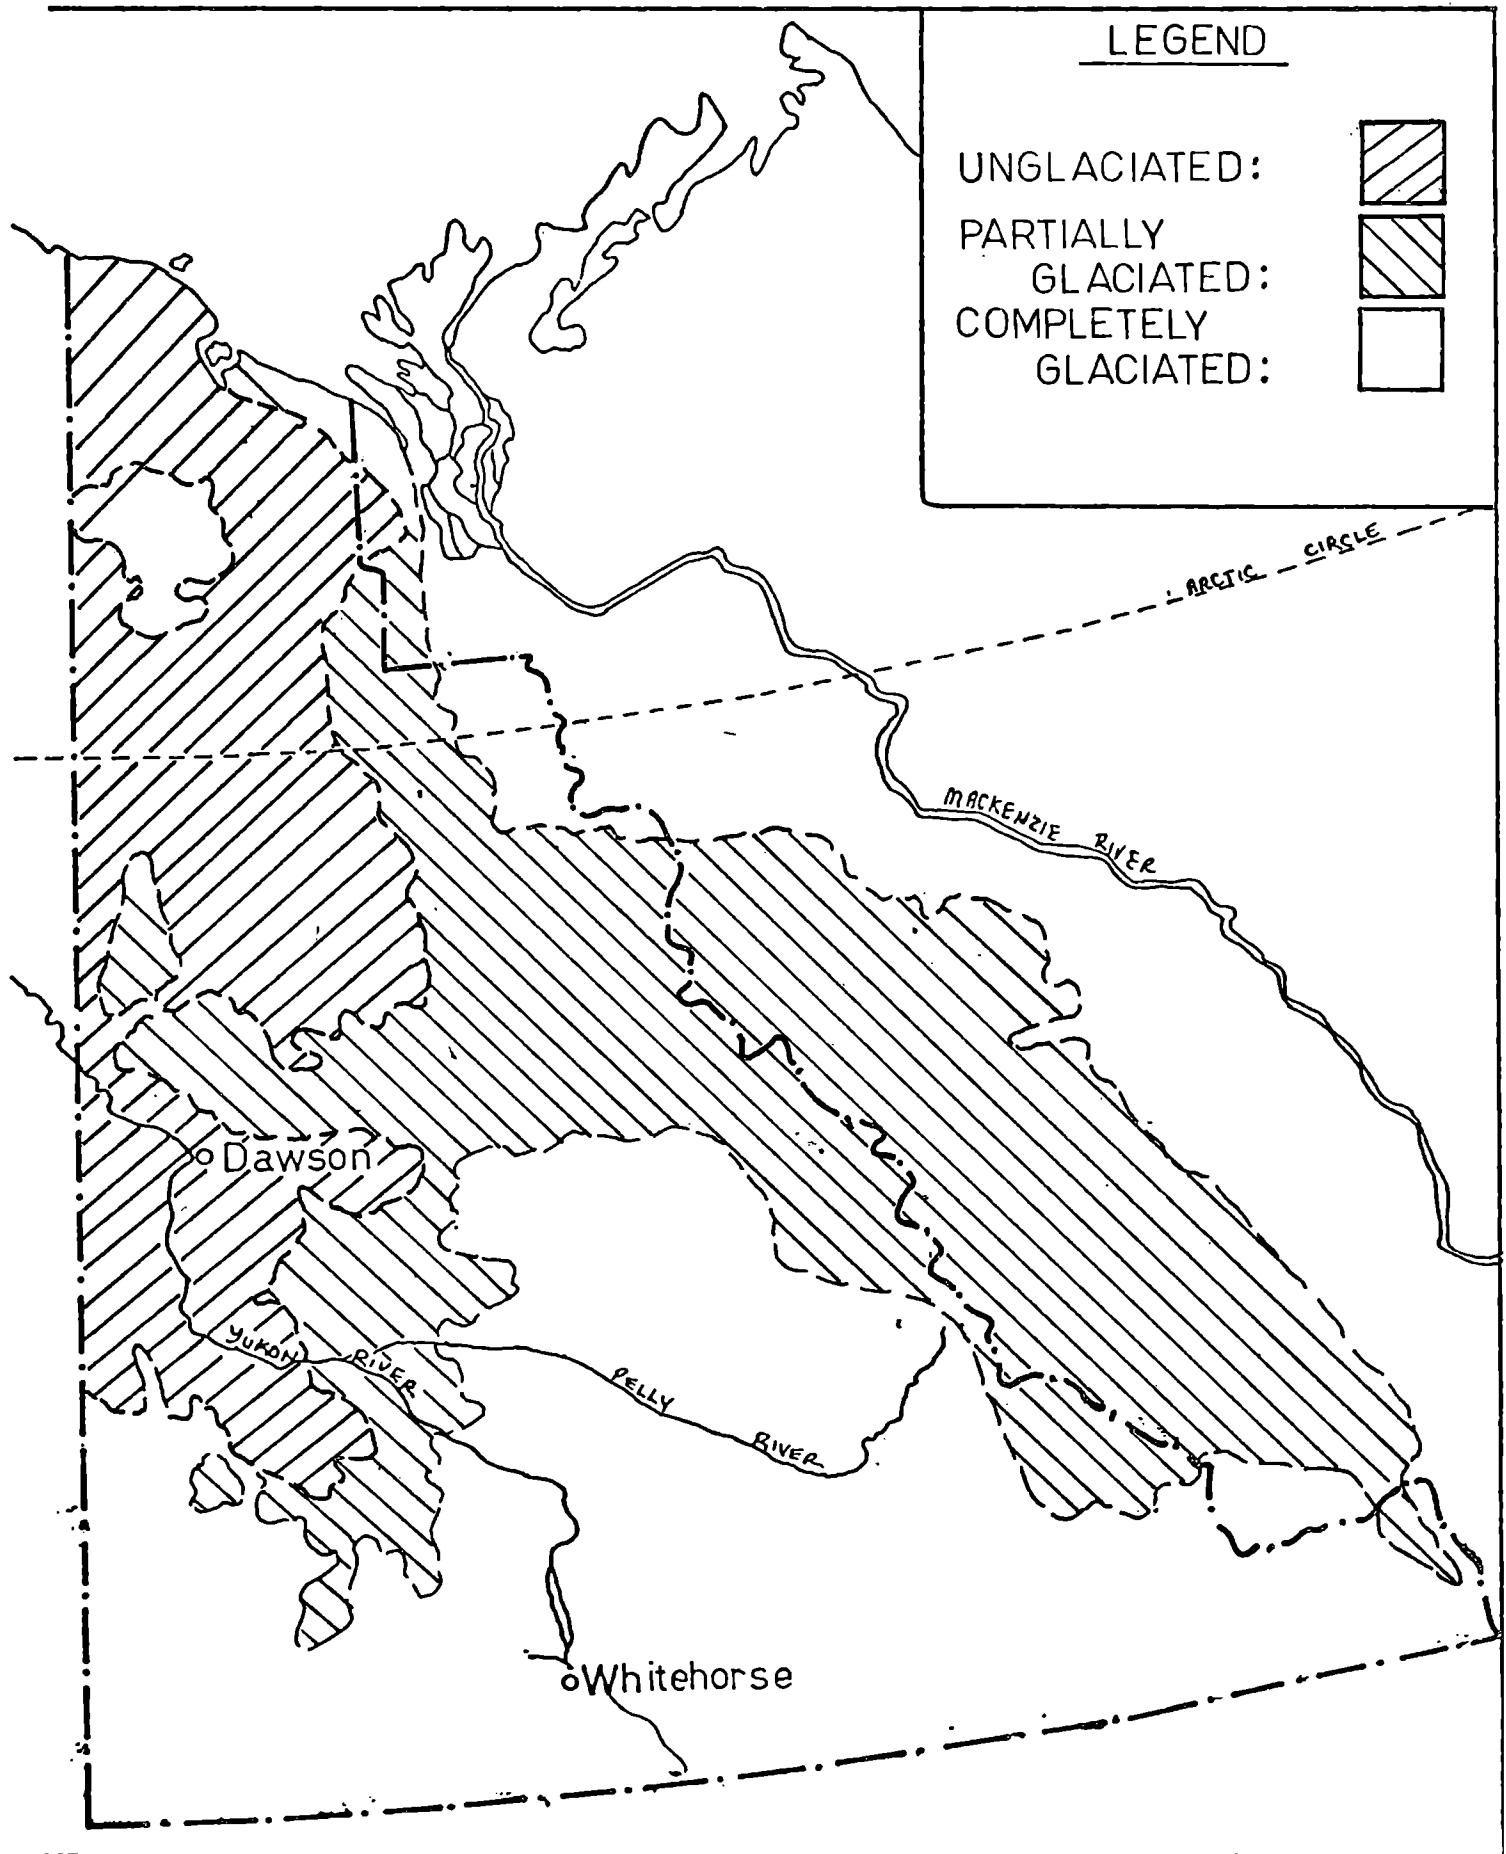 LEGEND
UNGLACIATED:
PARTIALLY
GLACIATED:
COMPLETELY
GLACIATED:
ARCTIC CIRCLE
MACKENZIE RIVER
Dawson
YUKON RIVER
PELLY RIVER
Whitehorse